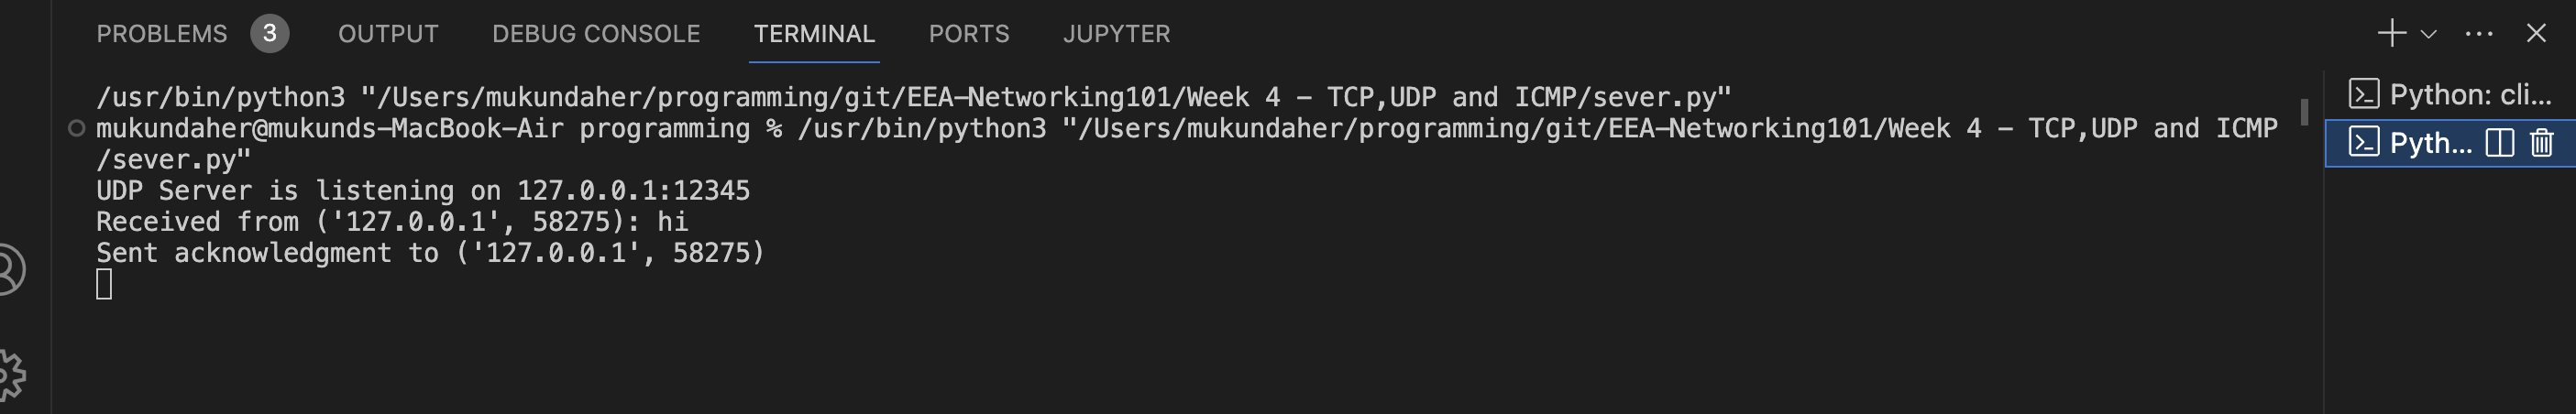 PROBLEMS 3 OUTPUT DEBUG CONSOLE TERMINAL PORTS JUPYTER
/usr/bin/python3 "/Users/mukundaher/programming/git/EEA-Networking101/Week 4 - TCP,UDP and ICMP/sever.py"
mukundaher@mukunds-MacBook-Air programming % /usr/bin/python3 "/Users/mukundaher/programming/git/EEA-Networking101/Week 4 - TCP,UDP and ICMP
/sever.py"
UDP Server is listening on 127.0.0.1:12345
Received from ('127.0.0.1', 58275): hi
Sent acknowledgment to ('127.0.0.1', 58275)
Python: cli...
Pyth...